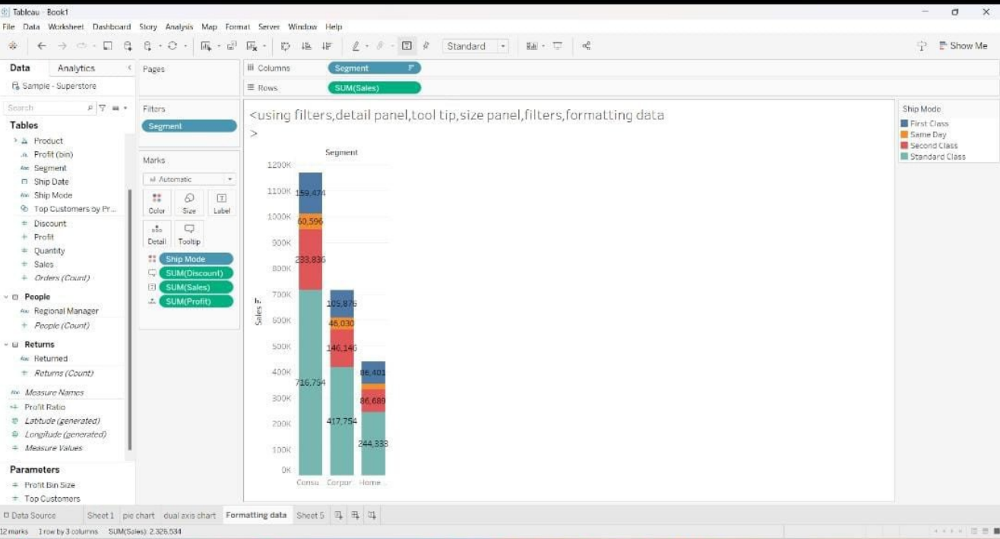 Tableau - Book1
File Data Worksheet Dashboard Story Analysis Map Format Server Window Help
Standard
Show Me
Data Analytics
Sample - Superstore
Search
Tables
Product
Profit (bin)
Abc Segment
Ship Date
Abc Ship Mode
Top Customers by Pr...
Discount
Profit
Quantity
Sales
Orders (Count)
People
Abc Regional Manager
People (Count)
Returns
Abc Returned
Returns (Count)
Abc Measure Names
Profit Ratio
Latitude (generated)
Longitude (generated)
Measure Values
Parameters
Profit Bin Size
Top Customers
Pages
Filters
Segment
Marks
Automatic
Color Size Label
Detail Tooltip
Ship Mode
SUM(Discount)
SUM(Sales)
SUM(Profit)
Columns Segment
Rows SUM(Sales)
<using filters,detail panel,tool tip,size panel,filters,formatting data
>
Segment
Sales
1200K
1100K
1000K
900K
800K
700K
600K
500K
400K
300K
200K
100K
0K
159,474
60,596
233,836
716,754
105,876
46,030
146,146
417,754
86,401
86,689
244,333
Consu.. Corpor.. Home ..
Ship Mode
First Class
Same Day
Second Class
Standard Class
Data Source Sheet 1 pie chart dual axis chart Formatting data Sheet 5
12 marks 1 row by 3 columns SUM(Sales): 2,326,534